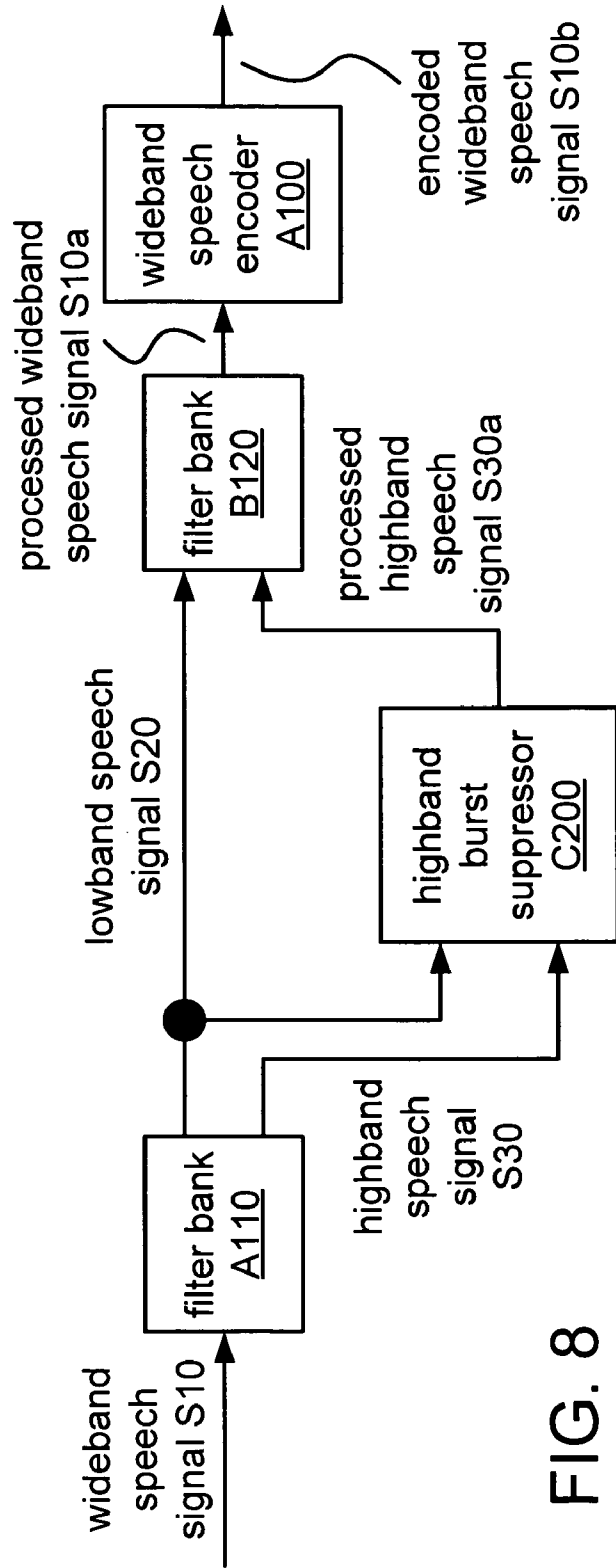 wideband
speech
signal S10
filter bank
A110
lowband speech
signal S20
highband
speech
signal
S30
highband
burst
suppressor
C200
processed
highband
speech
signal S30a
filter bank
B120
processed wideband
speech signal S10a
wideband
speech
encoder
A100
encoded
wideband
speech
signal S10b
FIG. 8